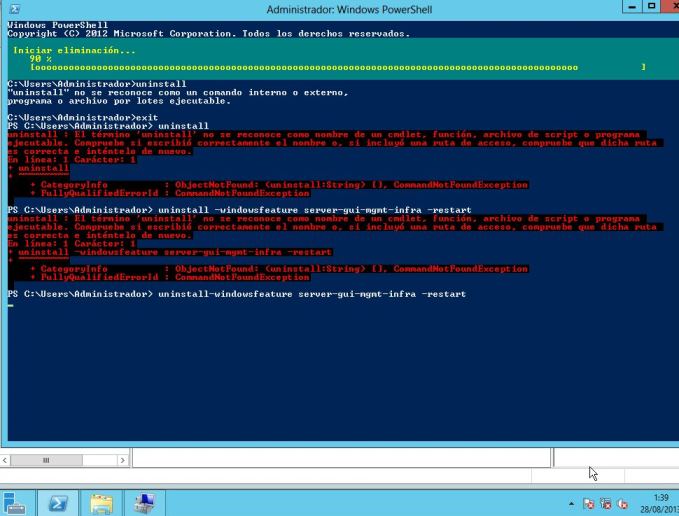 Administrador: Windows PowerShell
Windows PowerShell
Copyright (C) 2012 Microsoft Corporation. Todos los derechos reservados.
Iniciar eliminación...
90 %
[oooooooooooooooooooooooooooooooooooooooooooooooooooooooooooooooooooooooooooooooooooooo ]
C:\Users\Administrador>uninstall
"uninstall" no se reconoce como un comando interno o externo,
programa o archivo por lotes ejecutable.
C:\Users\Administrador>exit
PS C:\Users\Administrador> uninstall
uninstall : El término 'uninstall' no se reconoce como nombre de un cmdlet, función, archivo de script o programa
ejecutable. Compruebe si escribió correctamente el nombre o, si incluyó una ruta de acceso, compruebe que dicha ruta
es correcta e inténtelo de nuevo.
En línea: 1 Carácter: 1
+ uninstall
+
+ CategoryInfo : ObjectNotFound: (uninstall:String) [], CommandNotFoundException
+ FullyQualifiedErrorId : CommandNotFoundException
PS C:\Users\Administrador> uninstall -windowsfeature server-gui-mgmt-infra -restart
uninstall : El término 'uninstall' no se reconoce como nombre de un cmdlet, función, archivo de script o programa
ejecutable. Compruebe si escribió correctamente el nombre o, si incluyó una ruta de acceso, compruebe que dicha ruta
es correcta e inténtelo de nuevo.
En línea: 1 Carácter: 1
+ uninstall -windowsfeature server-gui-mgmt-infra -restart
+
+ CategoryInfo : ObjectNotFound: (uninstall:String) [], CommandNotFoundException
+ FullyQualifiedErrorId : CommandNotFoundException
PS C:\Users\Administrador> uninstall-windowsfeature server-gui-mgmt-infra -restart
1:39
28/08/2013